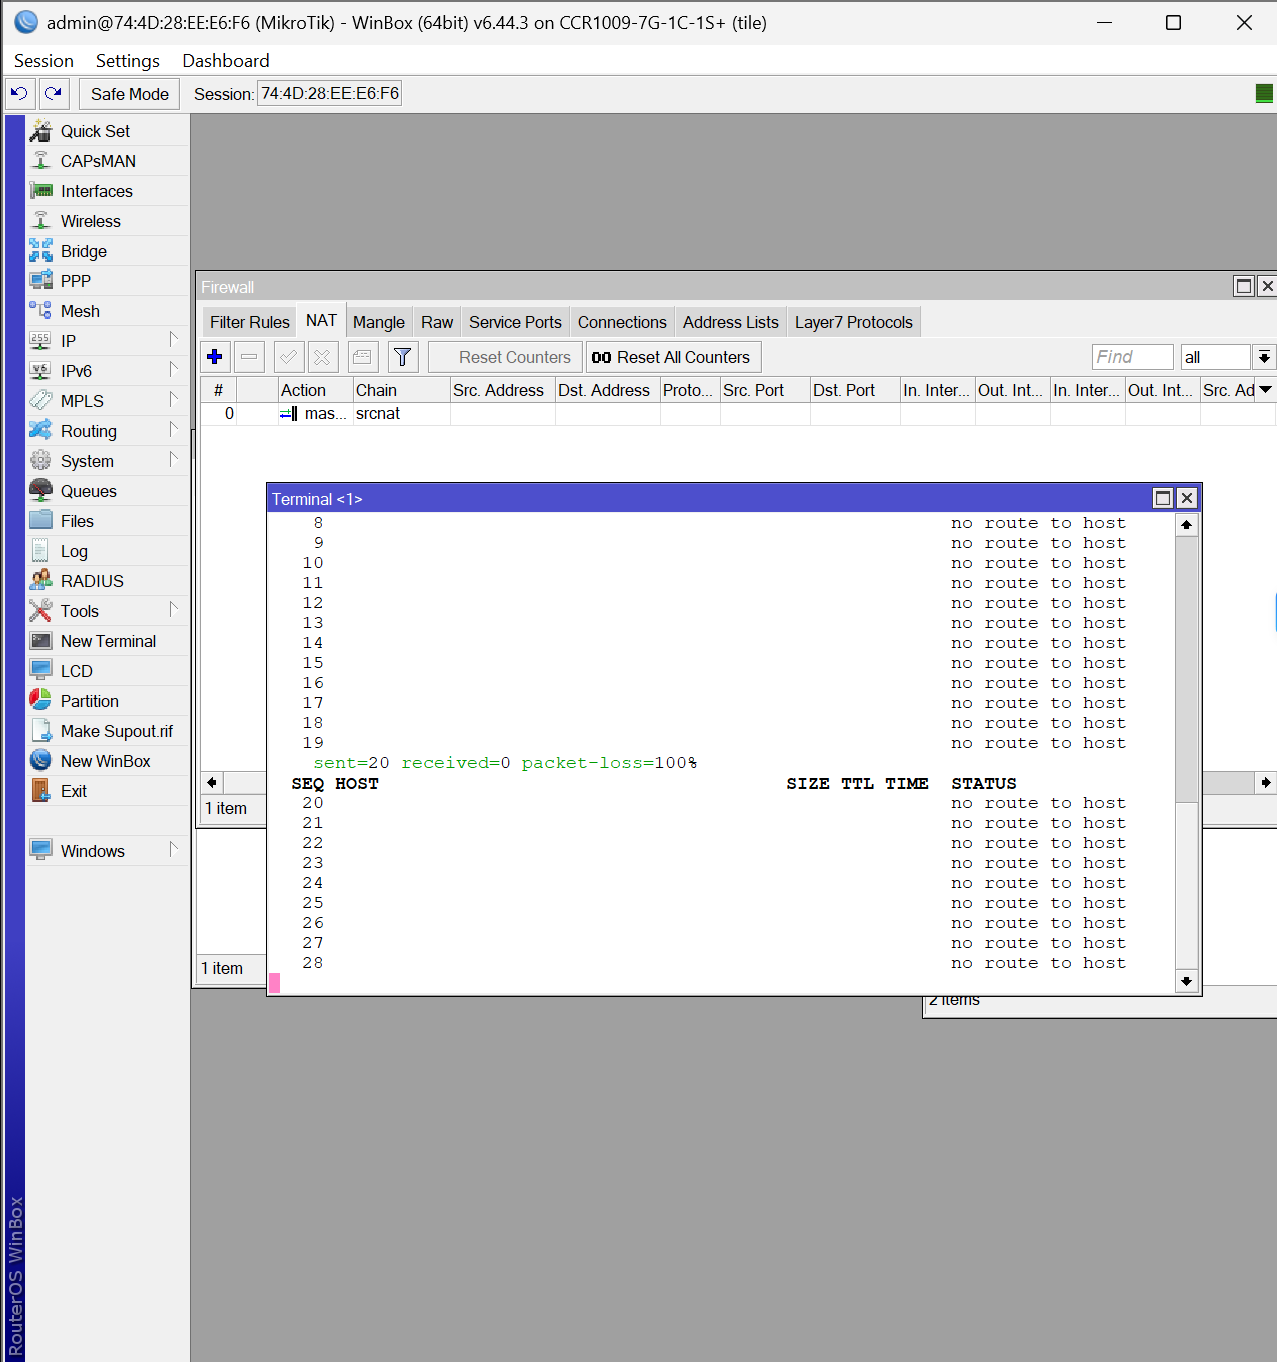 admin@74:4D:28:EE:E6:F6 (MikroTik) - WinBox (64bit) v6.44.3 on CCR1009-7G-1C-1S+ (tile)
Session Settings Dashboard
Safe Mode Session: 74:4D:28:EE:E6:F6
Quick Set
CAPsMAN
Interfaces
Wireless
Bridge
PPP
Mesh
IP
IPv6
MPLS
Routing
System
Queues
Files
Log
RADIUS
Tools
New Terminal
LCD
Partition
Make Supout.rif
New WinBox
Exit
Windows
RouterOS WinBox
Firewall
Filter Rules NAT Mangle Raw Service Ports Connections Address Lists Layer7 Protocols
Reset Counters 00 Reset All Counters Find all
# Action Chain Src. Address Dst. Address Proto... Src. Port Dst. Port In. Inter... Out. Int... In. Inter... Out. Int... Src. Ad
0 mas... srcnat
1 item
1 item
2 items
Terminal <1>
8 no route to host
9 no route to host
10 no route to host
11 no route to host
12 no route to host
13 no route to host
14 no route to host
15 no route to host
16 no route to host
17 no route to host
18 no route to host
19 no route to host
sent=20 received=0 packet-loss=100%
SEQ HOST SIZE TTL TIME STATUS
20 no route to host
21 no route to host
22 no route to host
23 no route to host
24 no route to host
25 no route to host
26 no route to host
27 no route to host
28 no route to host